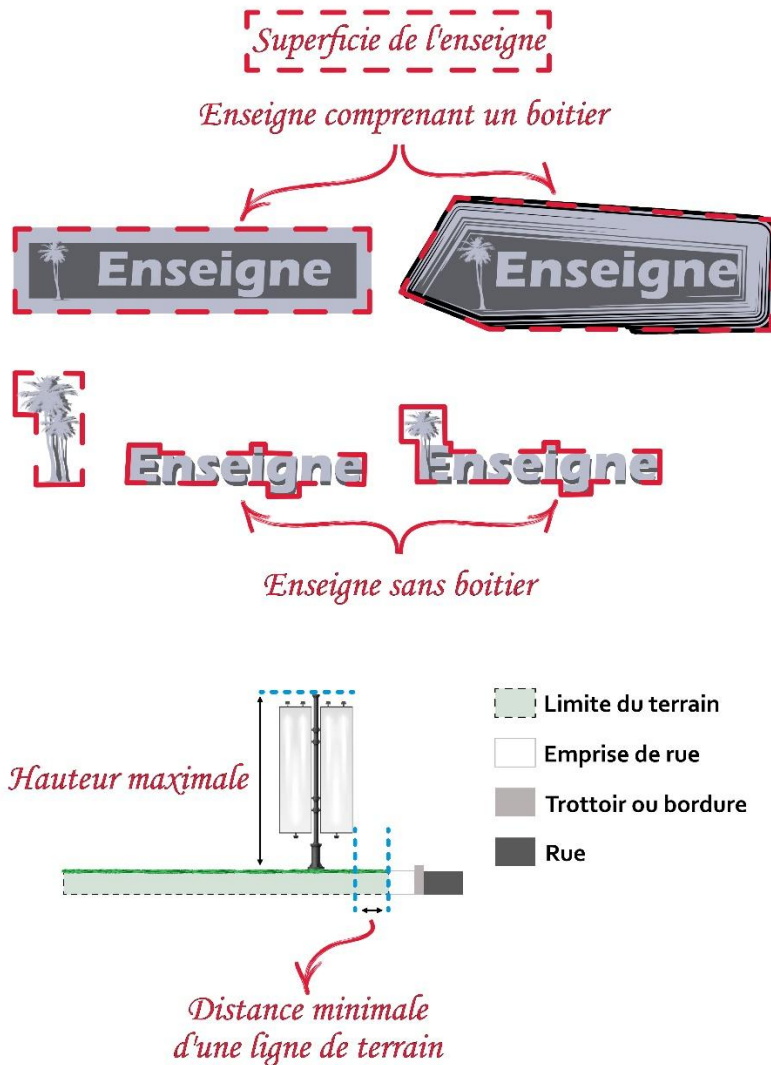 Superficie de l'enseigne
Enseigne comprenant un boitier
Enseigne
Enseigne
Enseigne
Enseigne
Enseigne sans boitier
Limite du terrain
Emprise de rue
Hauteur maximale
Trottoir ou bordure
Rue
Distance minimale
d'une ligne de terrain